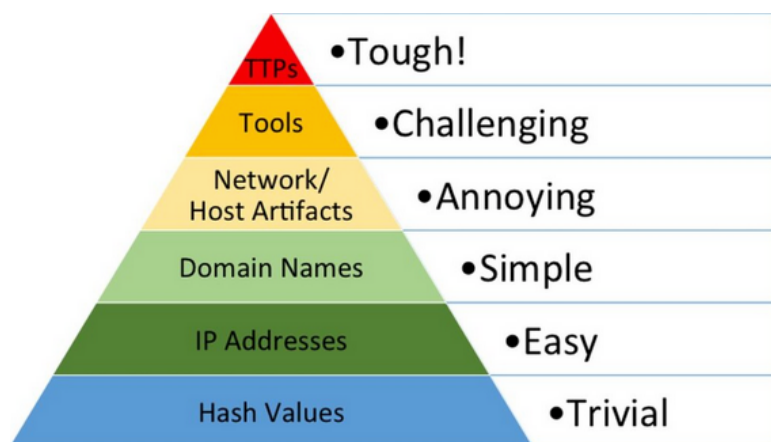 TTPs
•Tough!
Tools
•Challenging
Network/
Host Artifacts
•Annoying
Domain Names
•Simple
IP Addresses
•Easy
Hash Values
•Trivial